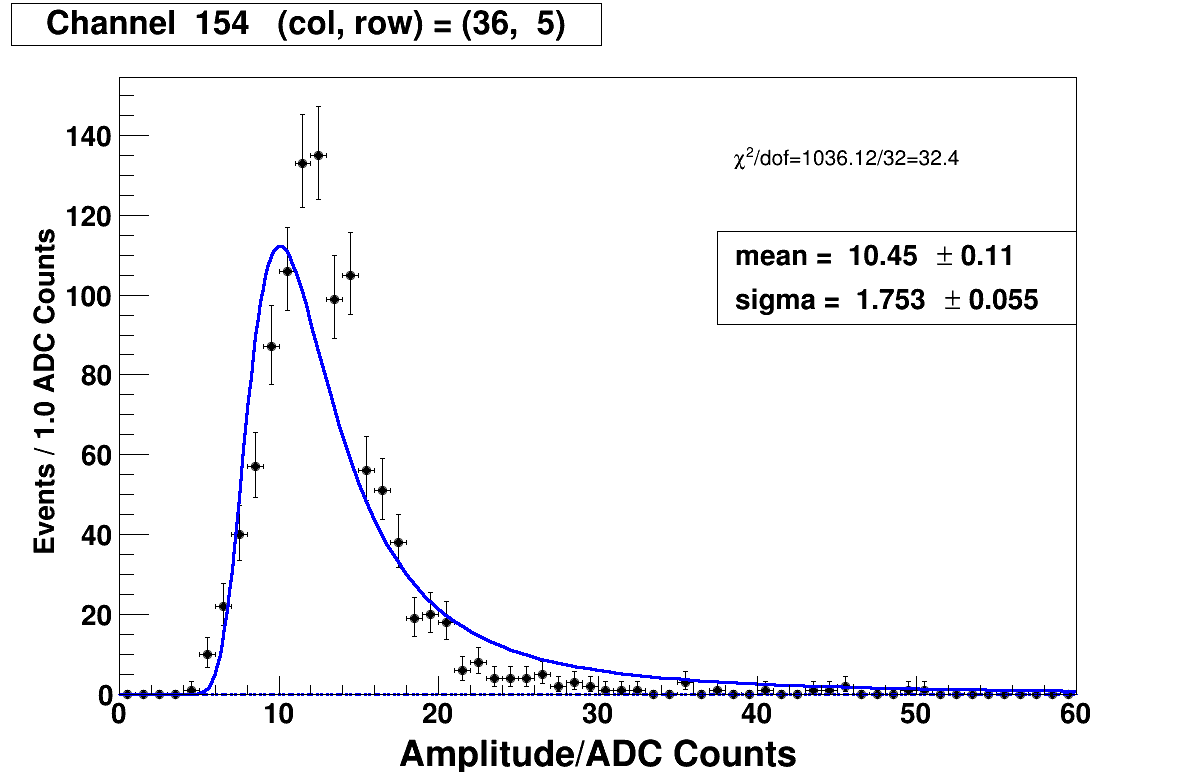 Channel 154 (col, row) = (36, 5)
140
120
100
80
60
40
20
0
Events / 1.0 ADC Counts
χ²/dof=1036.12/32=32.4
mean = 10.45 ± 0.11
sigma = 1.753 ± 0.055
0 10 20 30 40 50 60
Amplitude/ADC Counts